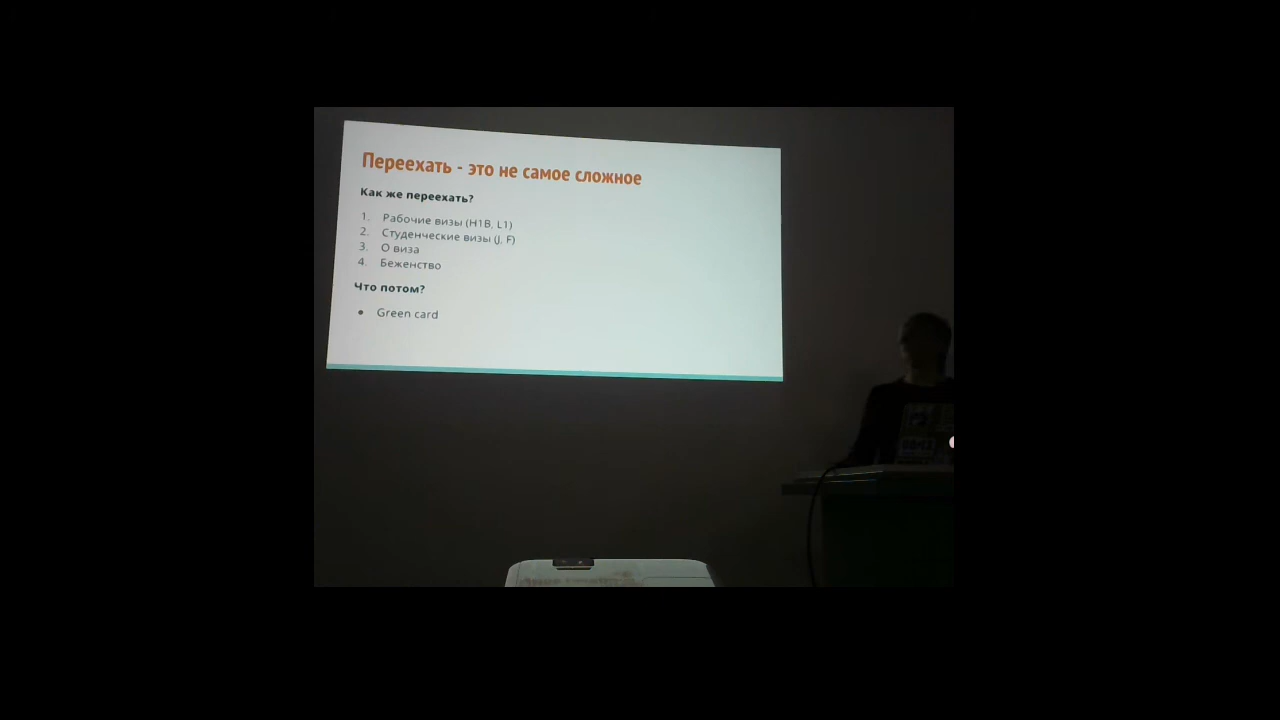 Переехать - это не самое сложное
Как же переехать?
1. Рабочие визы (H1B, L1)
2. Студенческие визы (J, F)
3. О виза
4. Беженство
Что потом?
● Green card